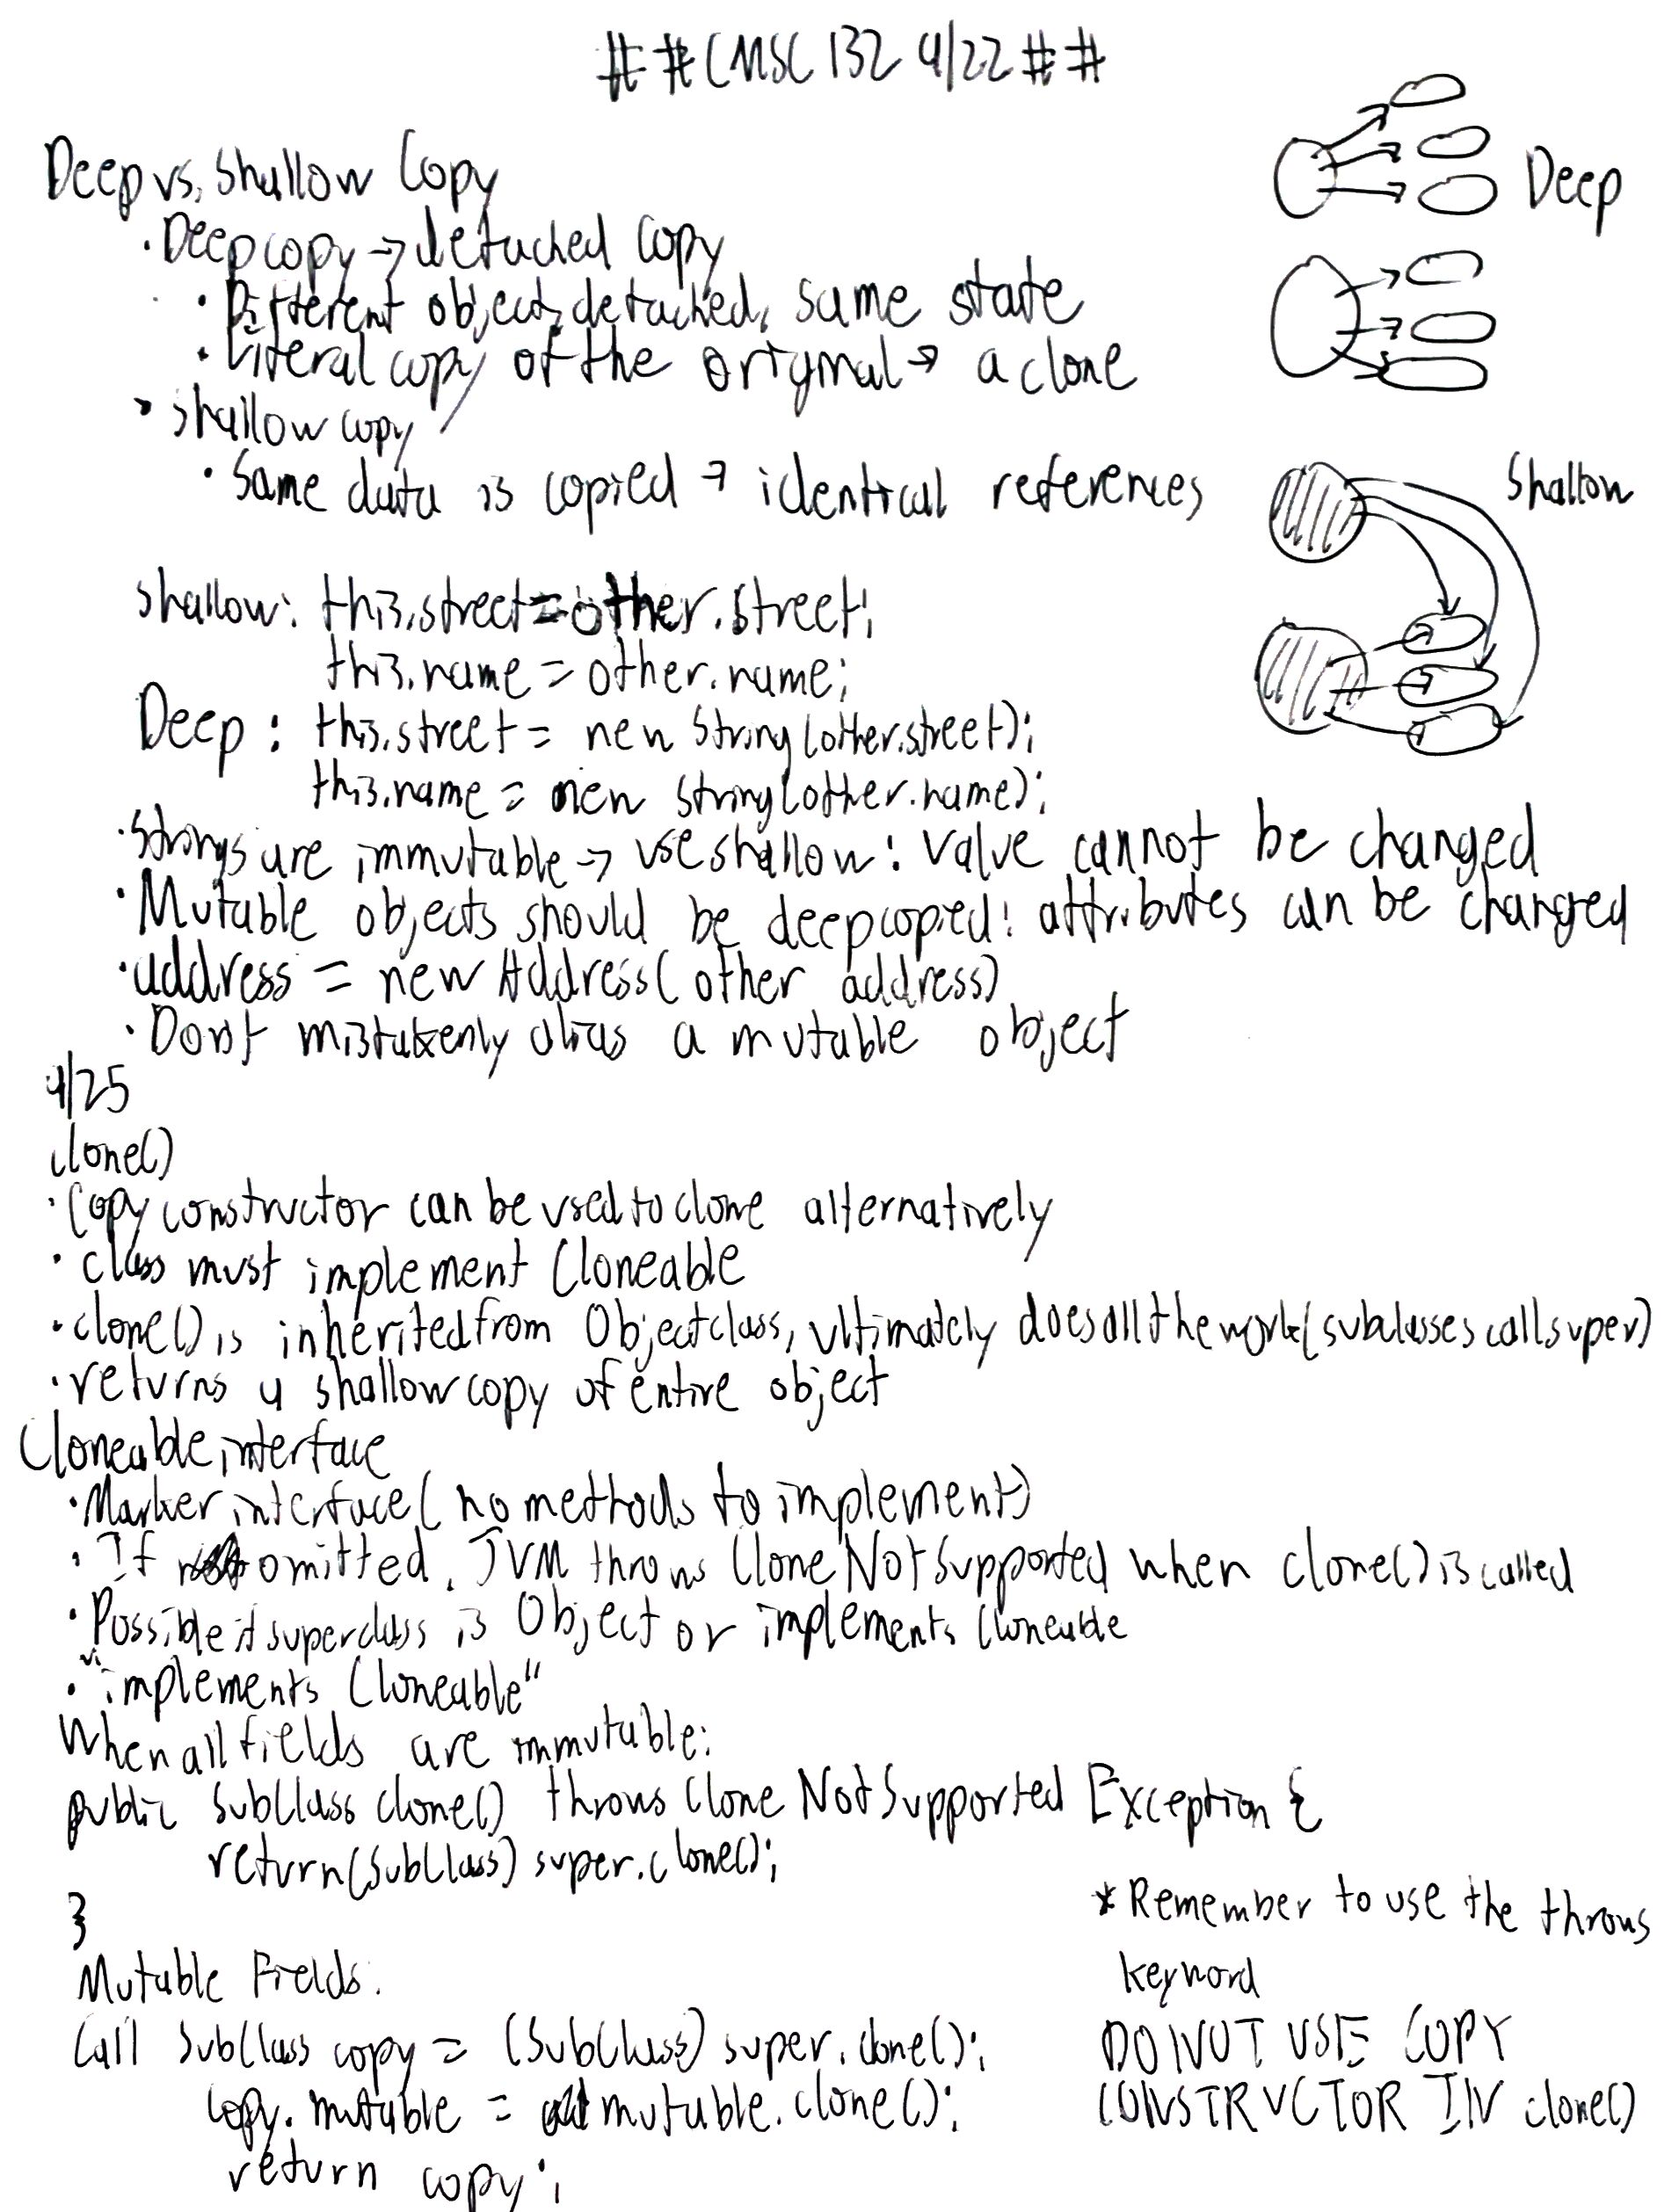 ##CMSC 132 4/22##
Deep vs. Shallow Copy
· Deep copy → detached copy
· Different object, detached, same state
· Literal copy of the original → a clone
· shallow copy
· Same data is copied → identical references
Deep
Shallow
shallow: this.street = other.street;
this.name = other.name;
Deep: this.street = new String(other.street);
this.name = new String(other.name);
· Strings are immutable → use shallow: value cannot be changed
· Mutable objects should be deep copied: attributes can be changed
· address = new Address(other address)
· Don't mistakenly alias a mutable object
4/25
clone()
· Copy constructor can be used to clone alternatively
· class must implement Cloneable
· clone() is inherited from Object class, ultimately does all the work (subclasses call super)
· returns a shallow copy of entire object
Cloneable interface
· Marker interface (no methods to implement)
· If omitted, JVM throws CloneNotSupported when clone() is called
· Possible if superclass is Object or implements Cloneable
· "implements Cloneable"
When all fields are immutable:
public SubClass clone() throws CloneNotSupportedException {
return (SubClass) super.clone();
}
Mutable Fields:
Call SubClass copy = (SubClass) super.clone();
copy.mutable = mutable.clone();
return copy;
* Remember to use the throws
keyword
DO NOT USE COPY
CONSTRUCTOR IN clone()